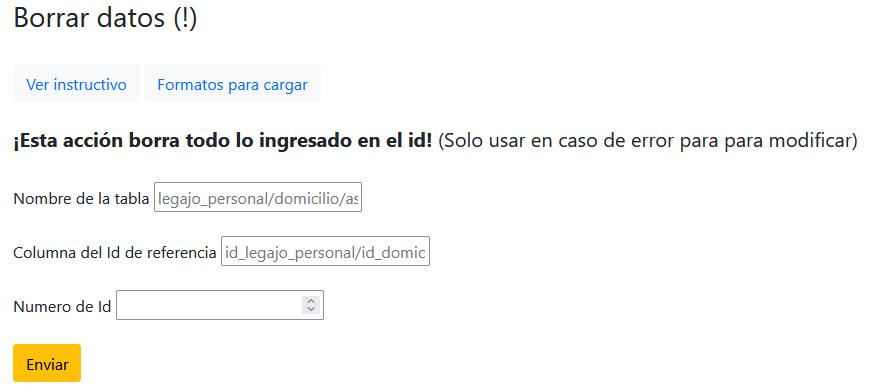 Borrar datos (!)
Ver instructivo Formatos para cargar
¡Esta acción borra todo lo ingresado en el id! (Solo usar en caso de error para para modificar)
Nombre de la tabla legajo_personal/domicilio/as
Columna del Id de referencia id_legajo_personal/id_domic
Numero de Id
Enviar